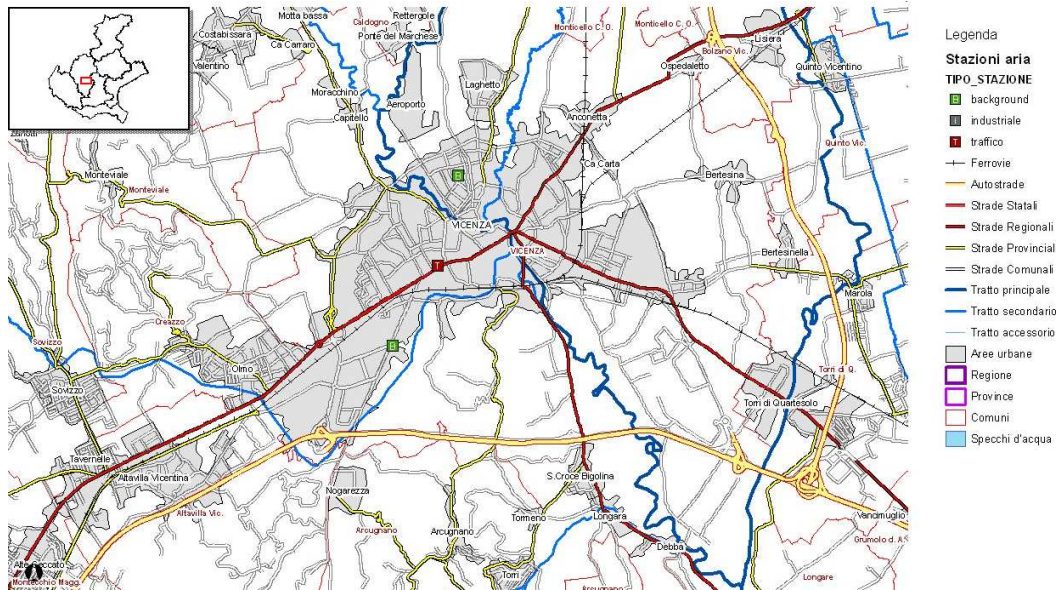 Motta bassa
Rettergole
Costabissara
Caldogno
Ponte del Marchese
Ca Carraro
Valentino
Monticello C. O.
Monticello C. O.
Lisiera
Bolzano Vic.
Ospedaletto
Quinto Vicentino
Laghetto
Moracchino
Aeroporto
Capitello
Anconetta
Quinto Vic.
Ca Carta
Monteviale
Monteviale
B
Bertesina
VICENZA
VICENZA
Bertesinella
T
Marola
Creazzo
Sovizzo
B
Olmo
Torri di Q.
Sovizzo
Torri di Quartesolo
Tavernelle
Altavilla Vicentina
S.Croce Bigolina
Nogarezza
Altavilla Vic.
Arcugnano
Arcugnano
Tormeno
Longara
Vancimuglio
Grumolo d. A.
Debba
Torri
Longare
Montecchio Magg.
Arcugnano
Legenda
Stazioni aria
TIPO_STAZIONE
B background
I industriale
T traffico
Ferrovie
Autostrade
Strade Statali
Strade Regionali
Strade Provincial
Strade Comunali
Tratto principale
Tratto secondario
Tratto accessorio
Aree urbane
Regione
Province
Comuni
Specchi d'acqua